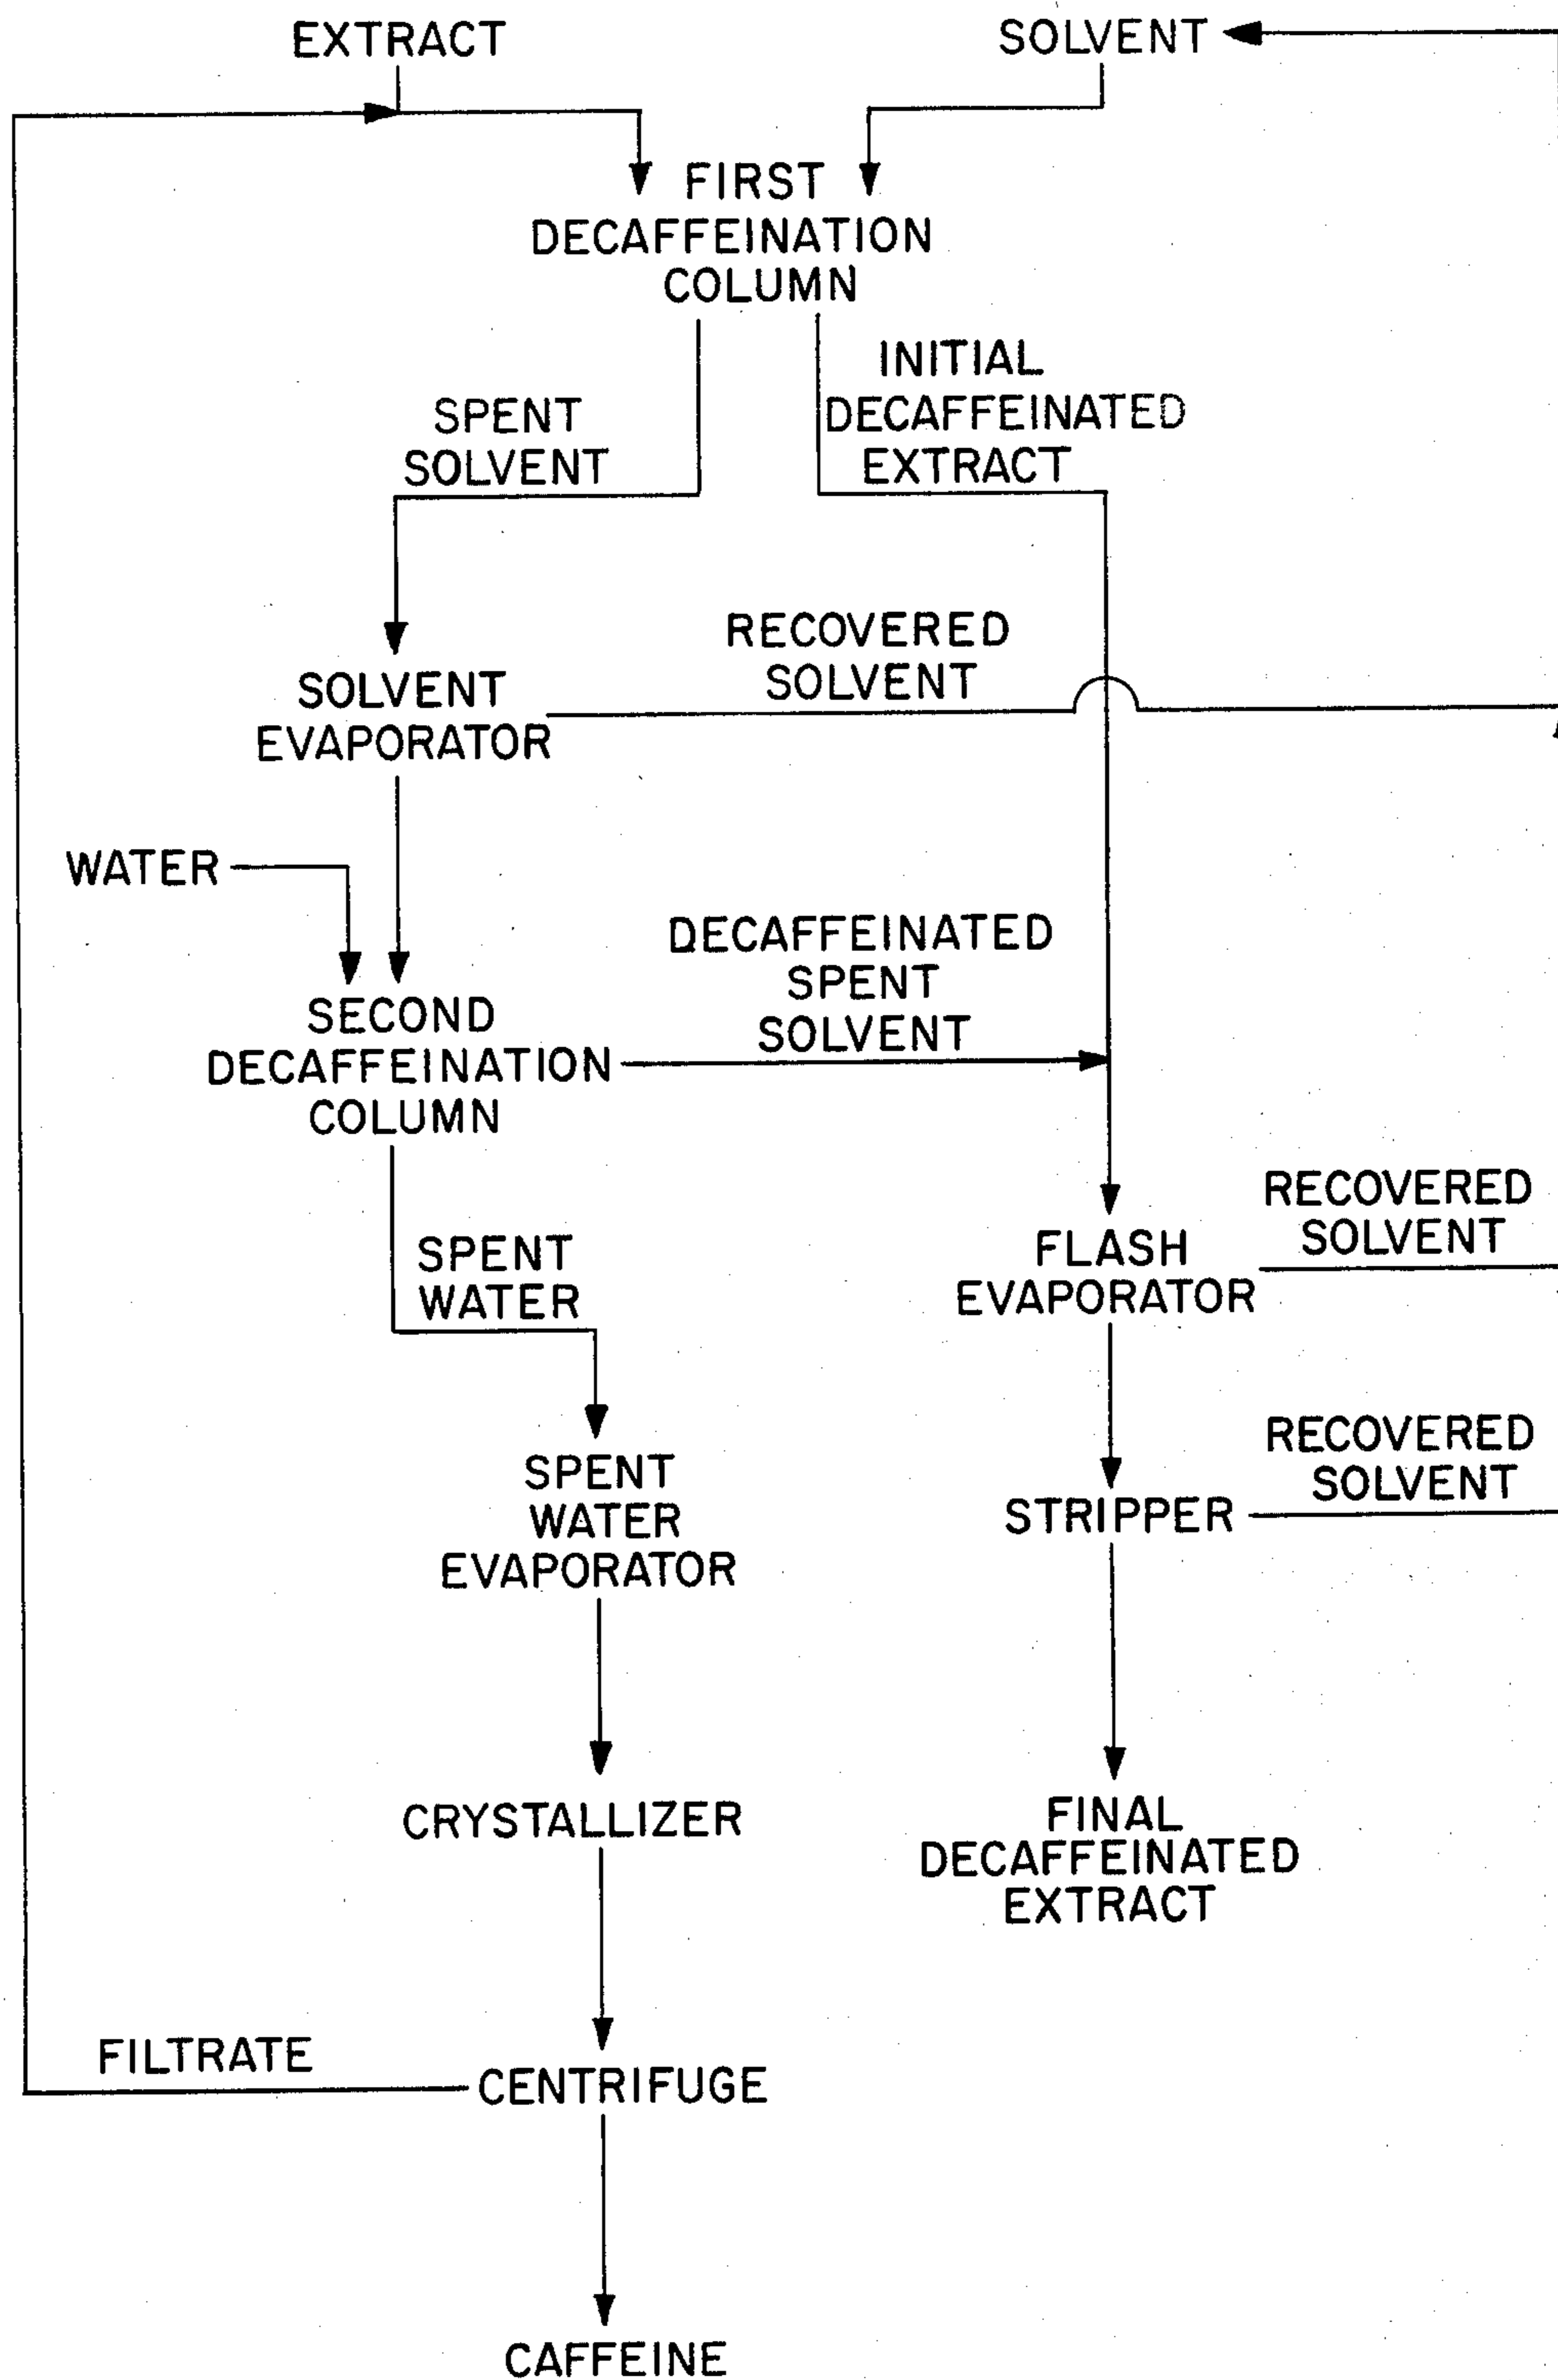 EXTRACT
SOLVENT
FIRST
DECAFFEINATION
COLUMN
INITIAL
DECAFFEINATED
EXTRACT
SPENT
SOLVENT
RECOVERED
SOLVENT
SOLVENT
EVAPORATOR
WATER
DECAFFEINATED
SPENT
SOLVENT
SECOND
DECAFFEINATION
COLUMN
RECOVERED
SOLVENT
FLASH
EVAPORATOR
SPENT
WATER
RECOVERED
SOLVENT
STRIPPER
SPENT
WATER
EVAPORATOR
CRYSTALLIZER
FINAL
DECAFFEINATED
EXTRACT
FILTRATE
CENTRIFUGE
CAFFEINE